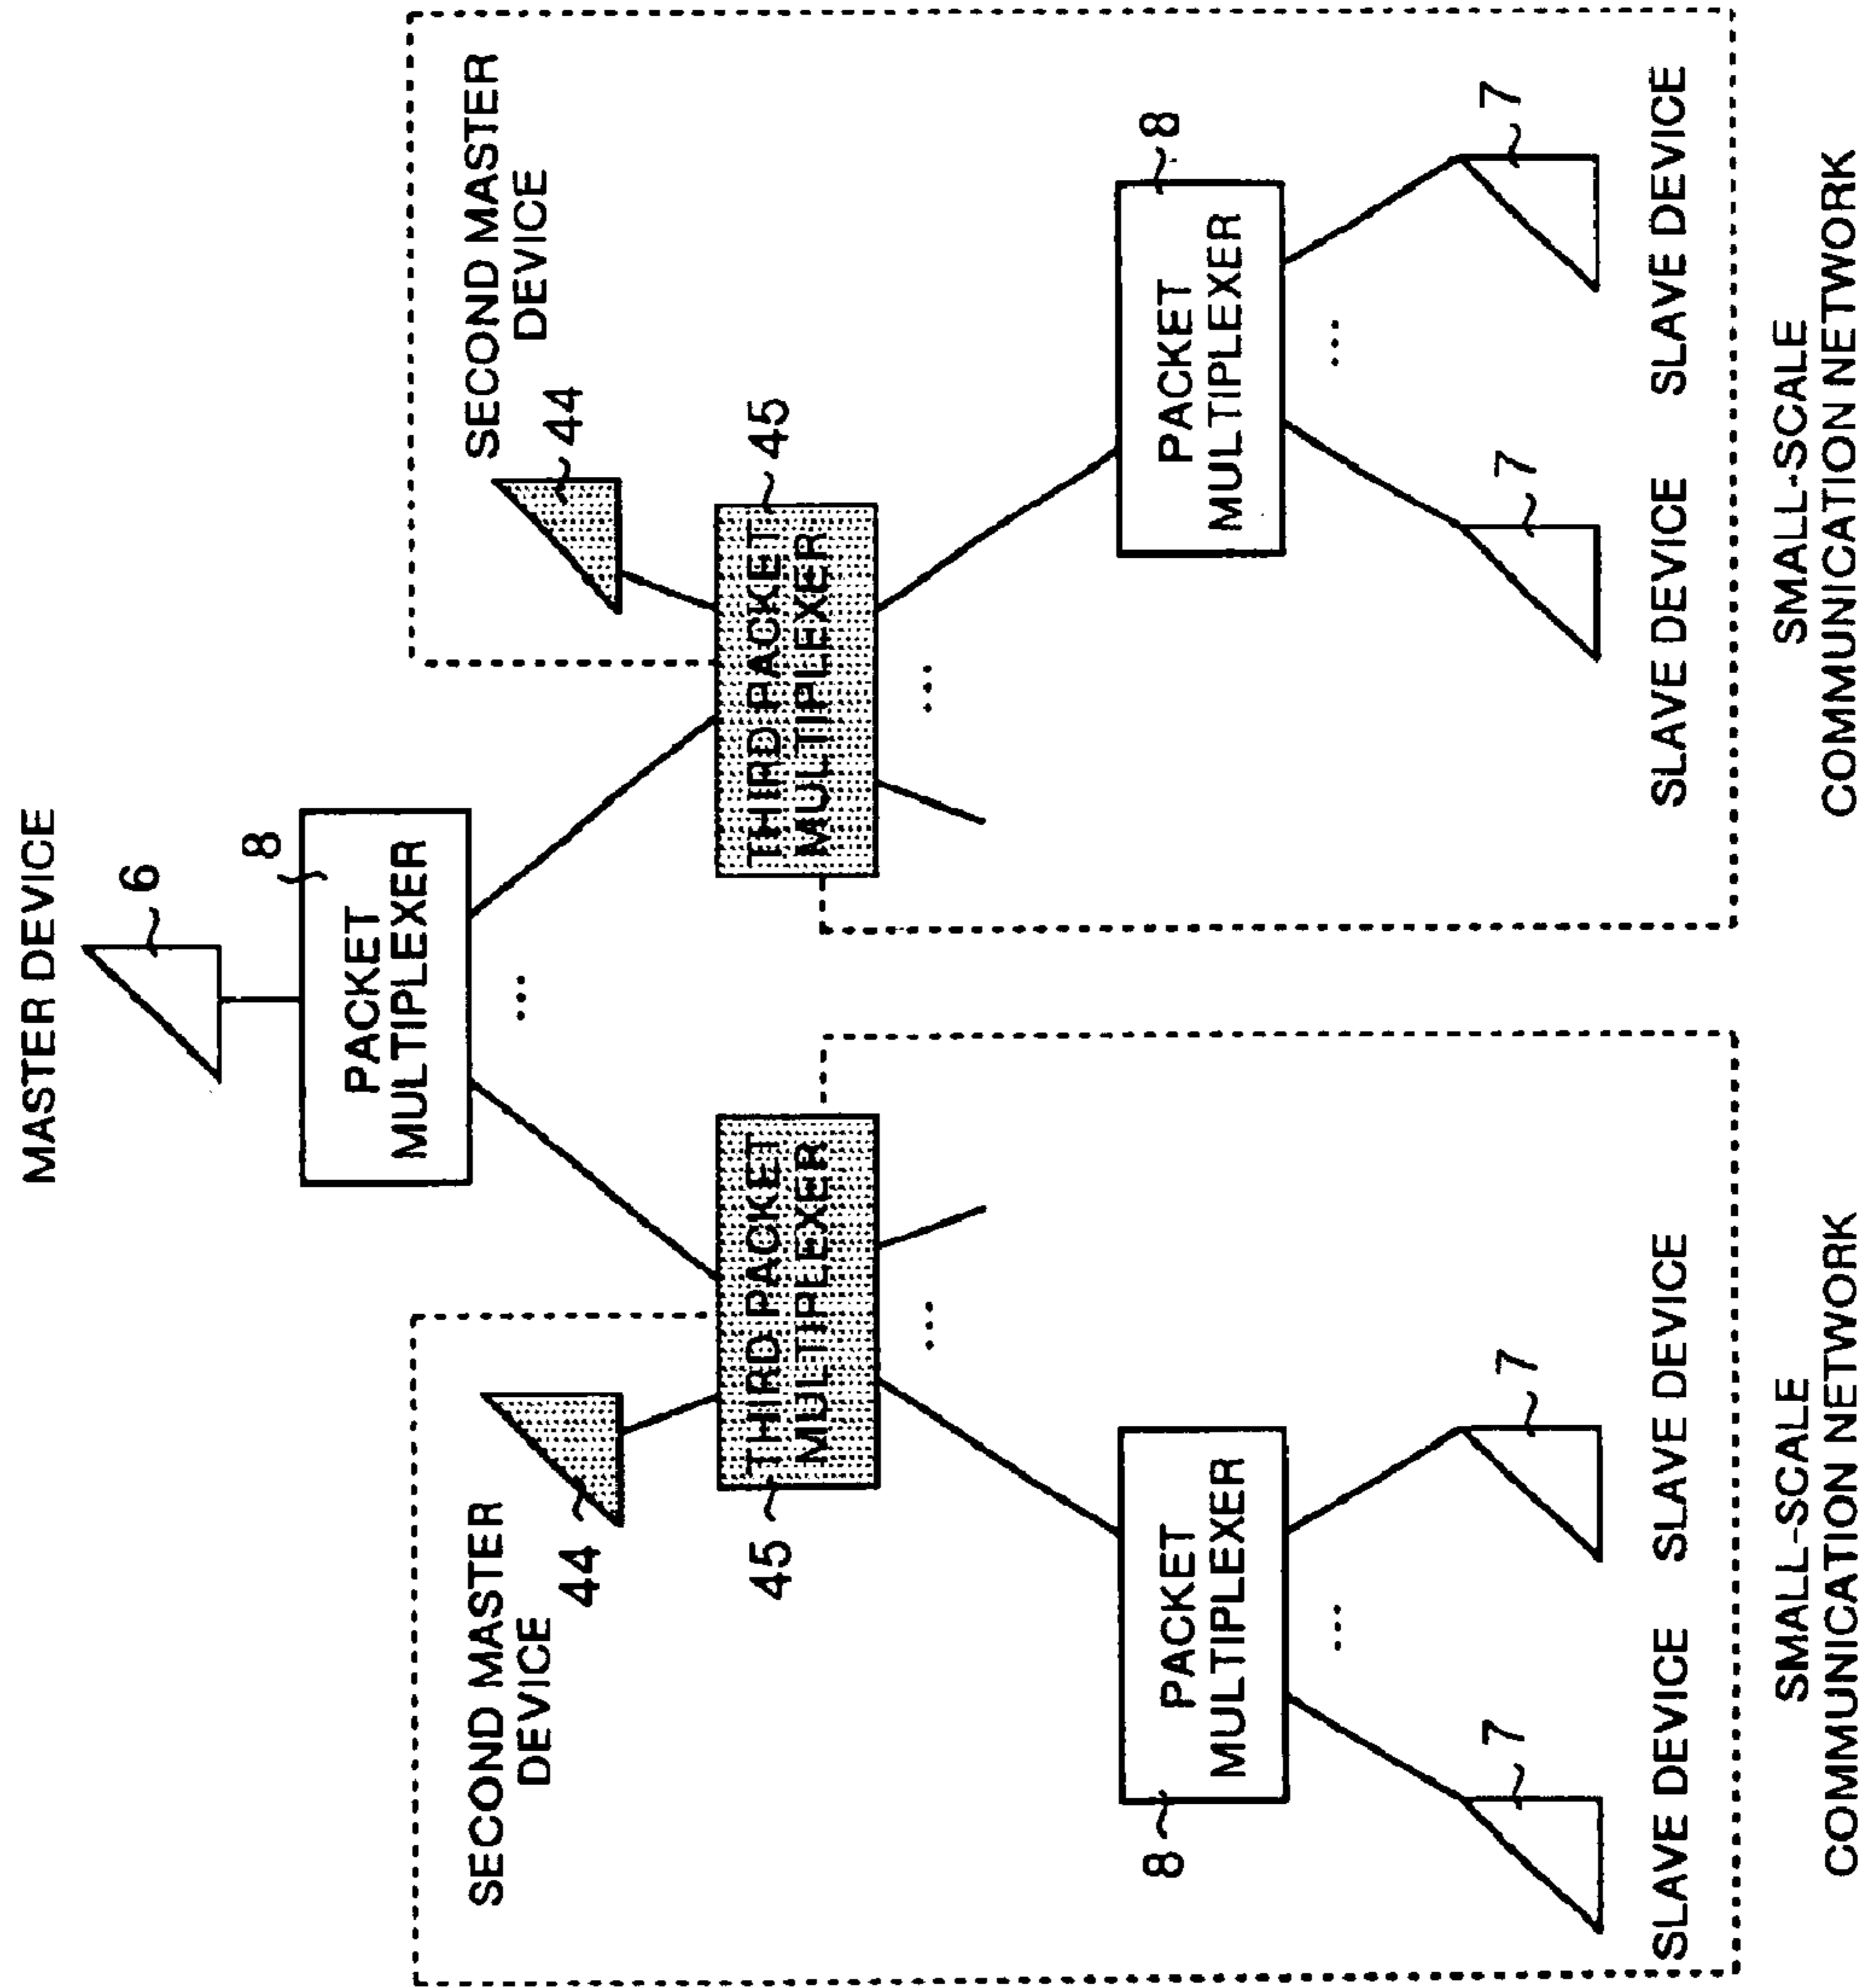 MASTER DEVICE
6
8
PACKET
MULTIPLEXER
...
SECOND MASTER
DEVICE
44
SECOND MASTER
DEVICE
44
45
THIRD PACKET
MULTIPLEXER
...
THIRD PACKET
MULTIPLEXER
45
...
8
PACKET
MULTIPLEXER
...
PACKET
MULTIPLEXER
8
...
7
7
7
7
SLAVE DEVICE
SLAVE DEVICE
SLAVE DEVICE
SLAVE DEVICE
SMALL-SCALE
COMMUNICATION NETWORK
SMALL-SCALE
COMMUNICATION NETWORK